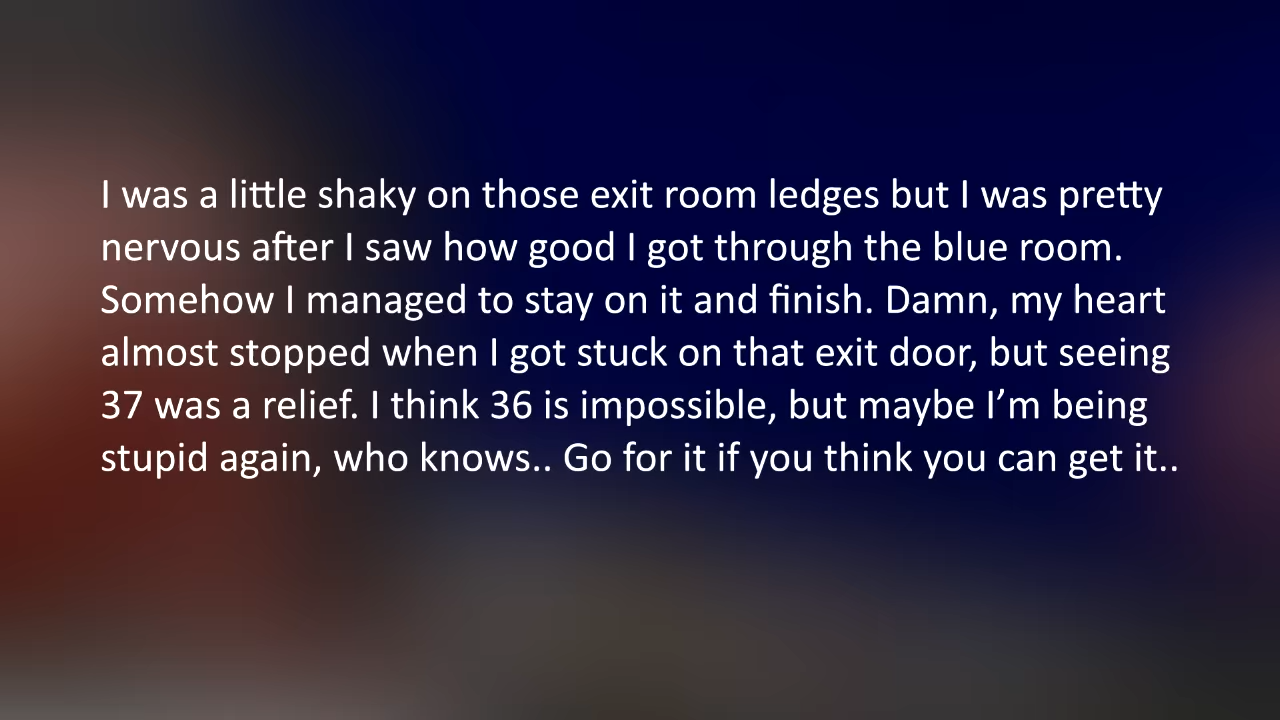 I was a little shaky on those exit room ledges but I was pretty
nervous after I saw how good I got through the blue room.
Somehow I managed to stay on it and finish. Damn, my heart
almost stopped when I got stuck on that exit door, but seeing
37 was a relief. I think 36 is impossible, but maybe I’m being
stupid again, who knows.. Go for it if you think you can get it..